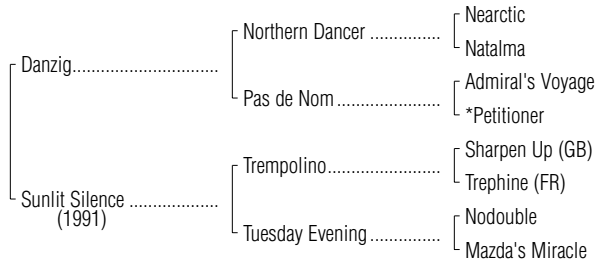 Nearctic
Northern Dancer ...............
Natalma
Danzig.............................
Admiral's Voyage
Pas de Nom......................
*Petitioner
Sharpen Up (GB)
Trempolino........................
Trephine (FR)
Sunlit Silence ..................
(1991)
Nodouble
Tuesday Evening...............
Mazda's Miracle